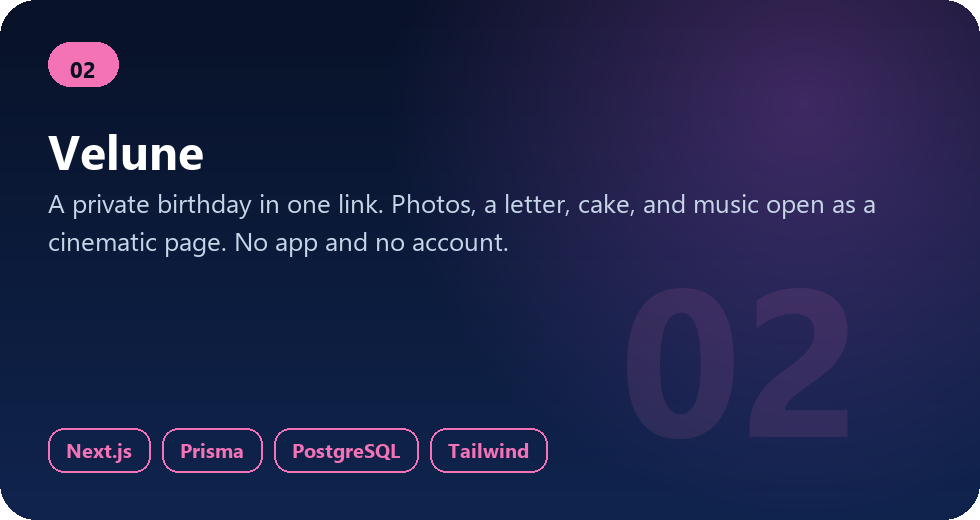 02
Velune
A private birthday in one link. Photos, a letter, cake, and music open as a
cinematic page. No app and no account.
02
Next.js
Prisma
PostgreSQL
Tailwind